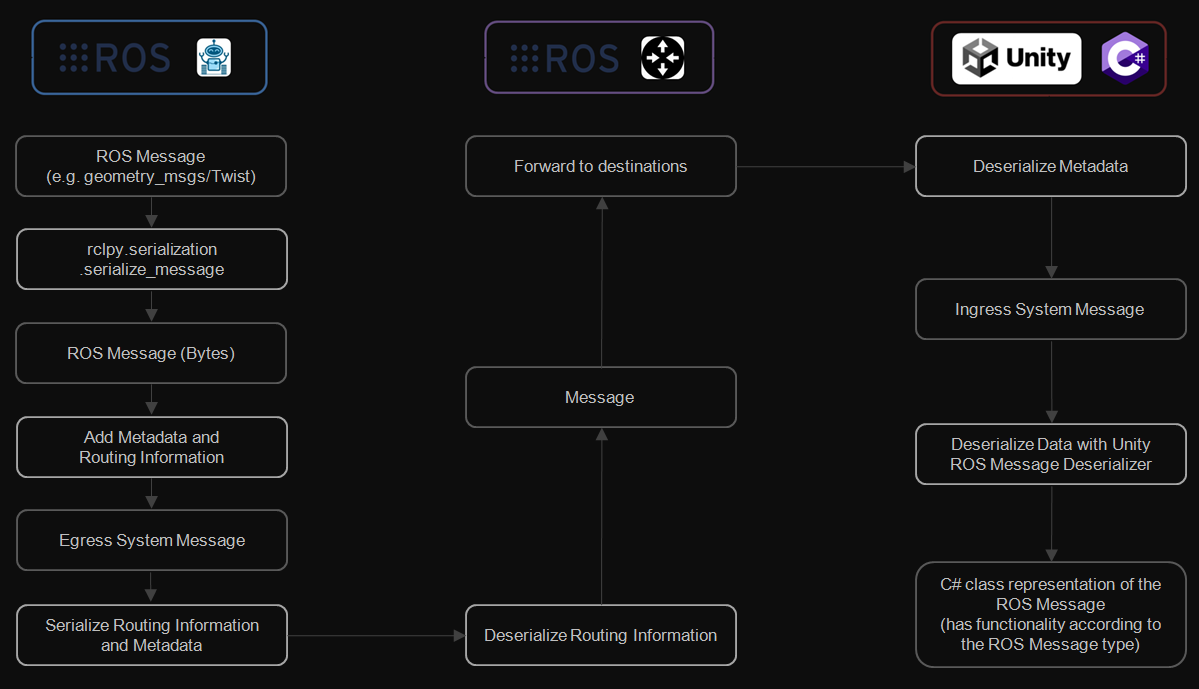 ROS
ROS Message
(e.g. geometry_msgs/Twist)
rclpy.serialization
.serialize_message
ROS Message (Bytes)
Add Metadata and
Routing Information
Egress System Message
Serialize Routing Information
and Metadata
ROS
Forward to destinations
Message
Deserialize Routing Information
Unity
C#
Deserialize Metadata
Ingress System Message
Deserialize Data with Unity
ROS Message Deserializer
C# class representation of the
ROS Message
(has functionality according to
the ROS Message type)